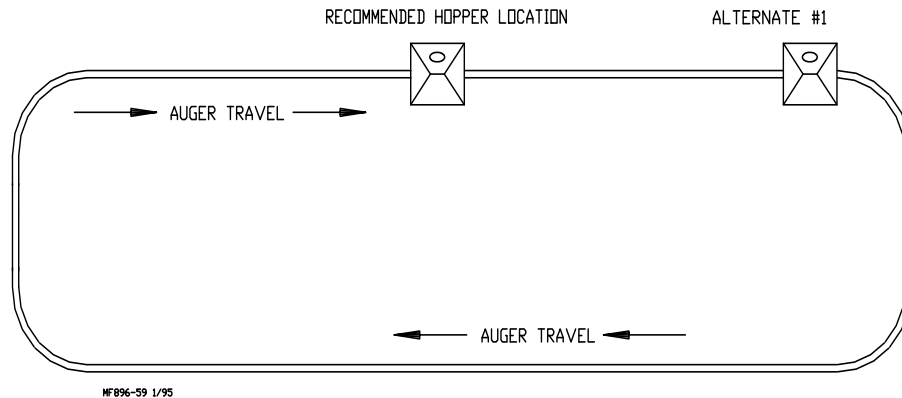 RECOMMENDED HOPPER LOCATION
ALTERNATE #1
AUGER TRAVEL
AUGER TRAVEL
MF896-59 1/95